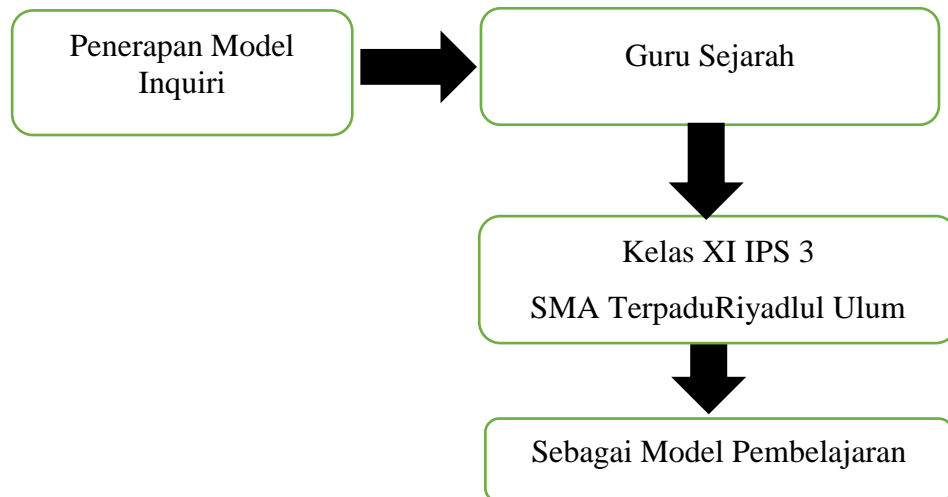 Penerapan Model
Inquiri
Guru Sejarah
Kelas XI IPS 3
SMA TerpaduRiyadlul Ulum
Sebagai Model Pembelajaran